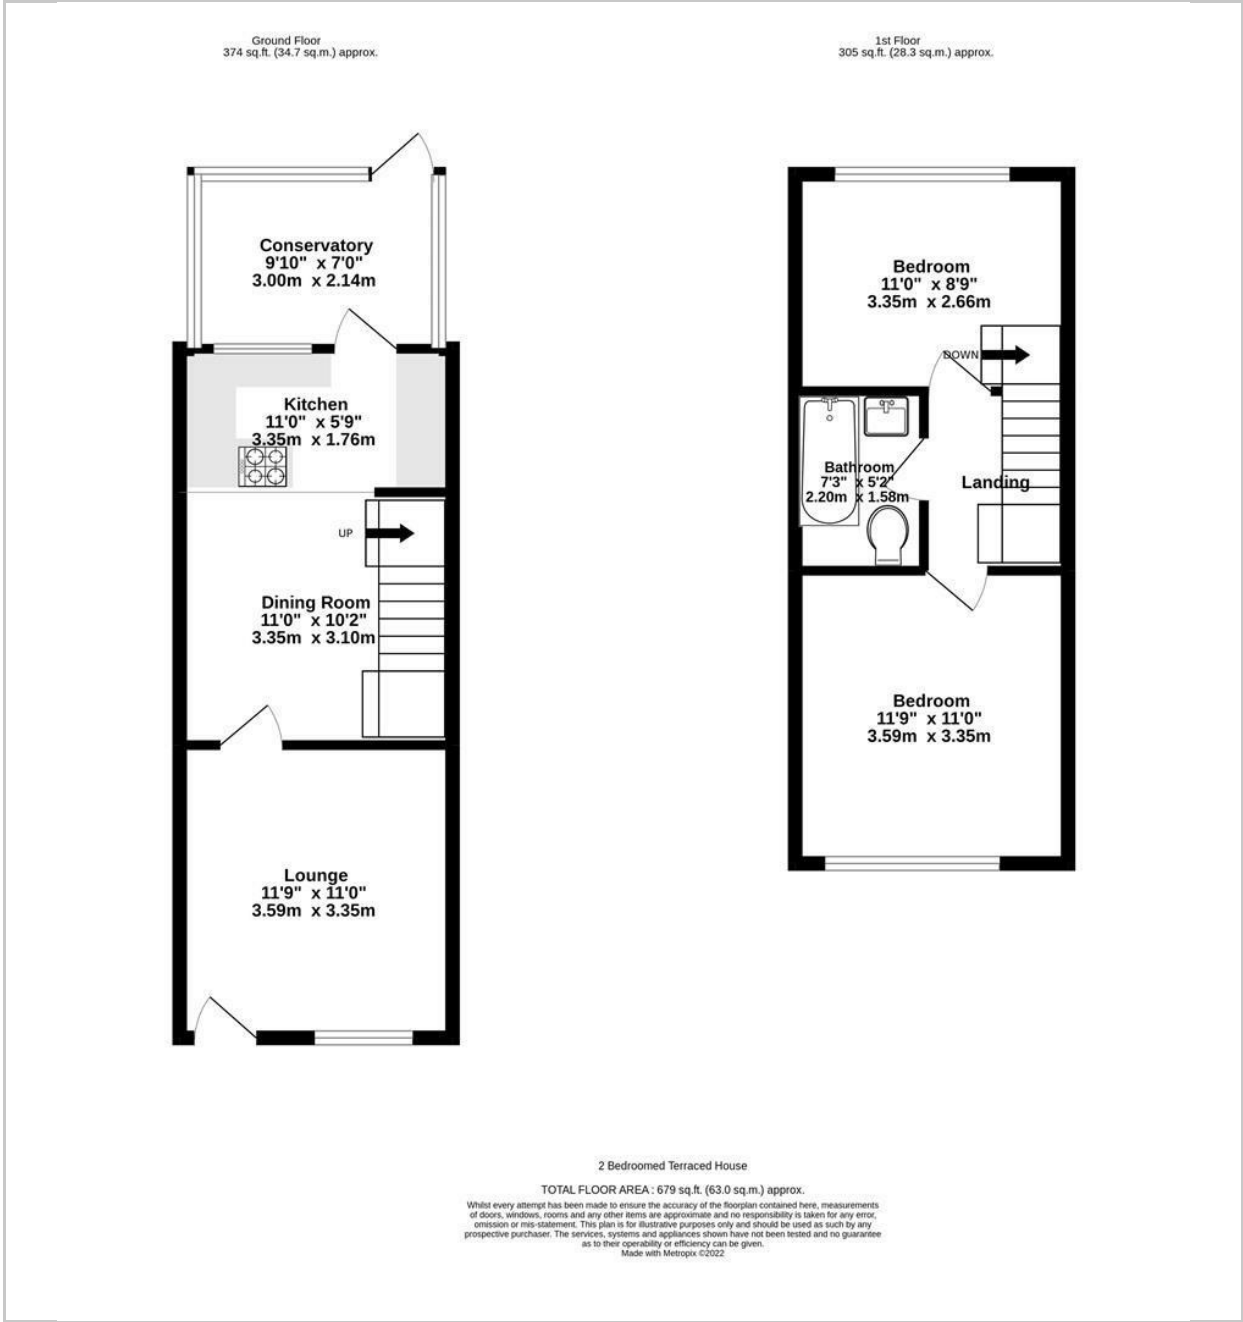 Ground Floor
374 sq.ft. (34.7 sq.m.) approx.
1st Floor
305 sq.ft. (28.3 sq.m.) approx.
Conservatory
9'10" x 7'0"
3.00m x 2.14m
Kitchen
11'0" x 5'9"
3.35m x 1.76m
UP
Dining Room
11'0" x 10'2"
3.35m x 3.10m
Lounge
11'9" x 11'0"
3.59m x 3.35m
Bedroom
11'0" x 8'9"
3.35m x 2.66m
DOWN
Bathroom
7'3" x 5'2"
2.20m x 1.58m
Landing
Bedroom
11'9" x 11'0"
3.59m x 3.35m
2 Bedroomed Terraced House
TOTAL FLOOR AREA : 679 sq.ft. (63.0 sq.m.) approx.
Whilst every attempt has been made to ensure the accuracy of the floorplan contained here, measurements
of doors, windows, rooms and any other items are approximate and no responsibility is taken for any error,
omission or mis-statement. This plan is for illustrative purposes only and should be used as such by any
prospective purchaser. The services, systems and appliances shown have not been tested and no guarantee
as to their operability or efficiency can be given.
Made with Metropix ©2022